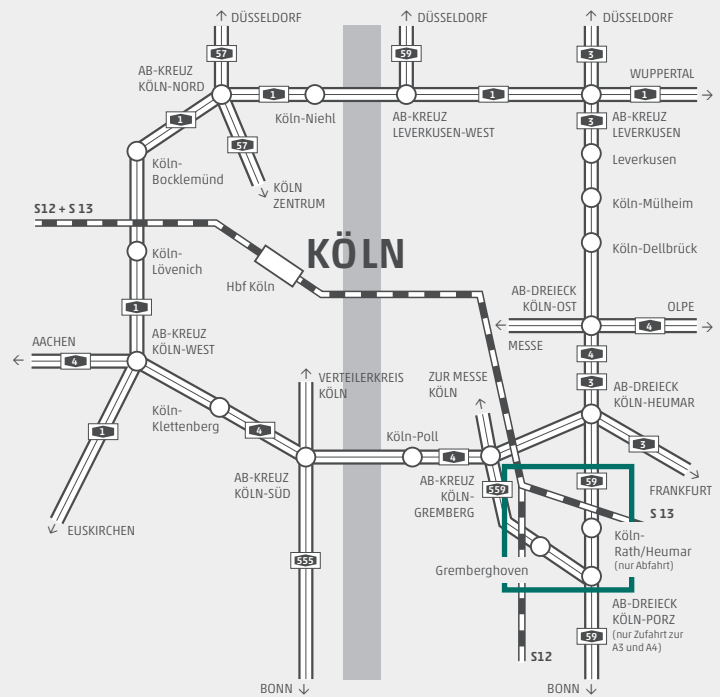 DÜSSELDORF
DÜSSELDORF
DÜSSELDORF
57
59
3
AB-KREUZ
KÖLN-NORD
WUPPERTAL
1
1
1
Köln-Niehl
AB-KREUZ
LEVERKUSEN-WEST
3
AB-KREUZ
LEVERKUSEN
1
57
Köln-
Bocklemünd
Leverkusen
KÖLN
ZENTRUM
S12 + S 13
Köln-Mülheim
KÖLN
Köln-
Lövenich
Köln-Dellbrück
Hbf Köln
AB-DREIECK
KÖLN-OST
OLPE
1
4
MESSE
AB-KREUZ
KÖLN-WEST
AACHEN
4
4
VERTEILERKREIS
KÖLN
ZUR MESSE
KÖLN
3
AB-DREIECK
KÖLN-HEUMAR
Köln-
Klettenberg
1
4
Köln-Poll
3
4
AB-KREUZ
KÖLN-SÜD
AB-KREUZ
KÖLN-
GREMBERG
559
59
FRANKFURT
S 13
EUSKIRCHEN
Köln-
Rath/Heumar
(nur Abfahrt)
555
Gremberghoven
AB-DREIECK
KÖLN-PORZ
(nur Zufahrt zur
A3 und A4)
59
S12
BONN
BONN